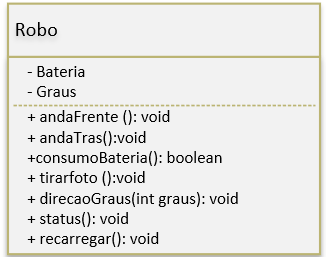 Robo
- Bateria
- Graus
+ andaFrente (): void
+ andaTras():void
+consumoBateria(): boolean
+ tirarfoto ():void
+ direcaoGraus(int graus): void
+ status(): void
+ recarregar(): void